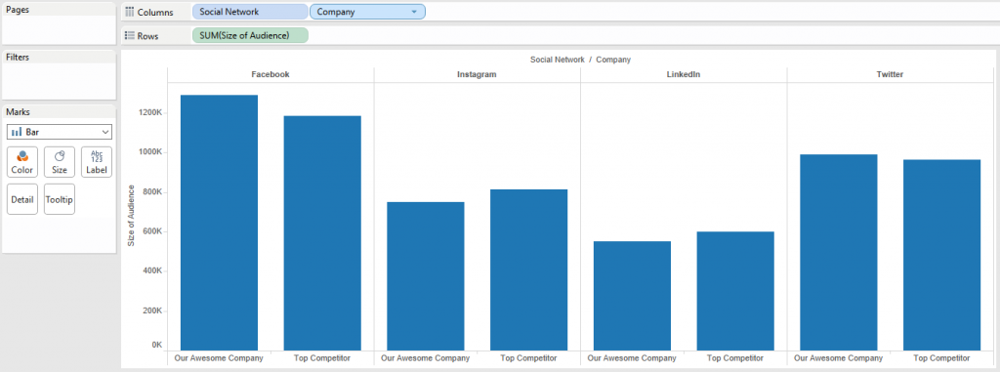 Pages
Columns Social Network Company
Rows SUM(Size of Audience)
Filters
Marks
Bar
Color Size Abc 123 Label
Detail Tooltip
Social Network / Company
Facebook Instagram LinkedIn Twitter
1200K
1000K
800K
600K
400K
200K
0K
Size of Audience
Our Awesome Company Top Competitor Our Awesome Company Top Competitor Our Awesome Company Top Competitor Our Awesome Company Top Competitor